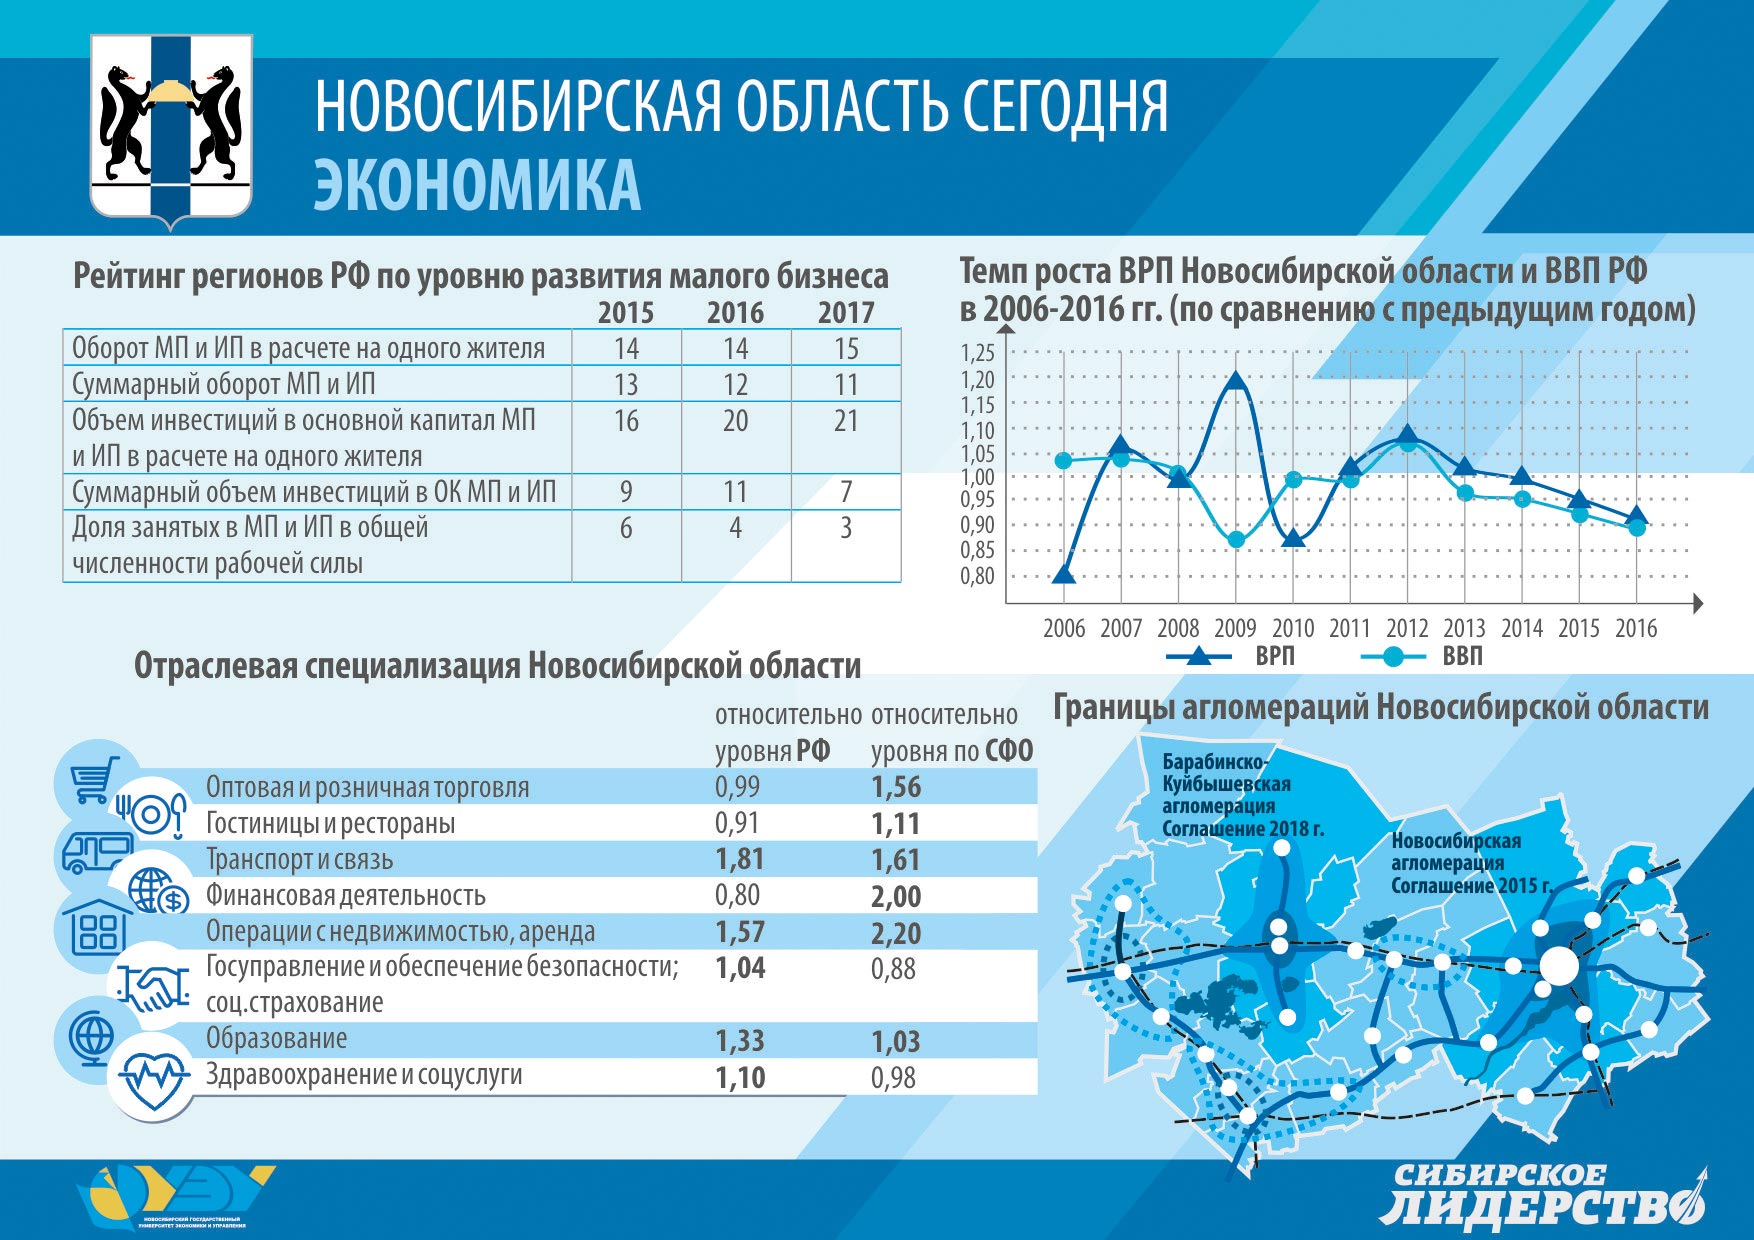 НОВОСИБИРСКАЯ ОБЛАСТЬ СЕГОДНЯ
ЭКОНОМИКА
Рейтинг регионов РФ по уровню развития малого бизнеса
2015 2016 2017
Оборот МП и ИП в расчете на одного жителя 14 14 15
Суммарный оборот МП и ИП 13 12 11
Объем инвестиций в основной капитал МП 16 20 21
и ИП в расчете на одного жителя
Суммарный объем инвестиций в ОК МП и ИП 9 11 7
Доля занятых в МП и ИП в общей 6 4 3
численности рабочей силы
Темп роста ВРП Новосибирской области и ВВП РФ
в 2006-2016 гг. (по сравнению с предыдущим годом)
1,25
1,20
1,15
1,10
1,05
1,00
0,95
0,90
0,85
0,80
2006 2007 2008 2009 2010 2011 2012 2013 2014 2015 2016
ВРП ВВП
Отраслевая специализация Новосибирской области
относительно относительно
уровня РФ уровня по СФО
Оптовая и розничная торговля 0,99 1,56
Гостиницы и рестораны 0,91 1,11
Транспорт и связь 1,81 1,61
Финансовая деятельность 0,80 2,00
Операции с недвижимостью, аренда 1,57 2,20
Госуправление и обеспечение безопасности; 1,04 0,88
соц.страхование
Образование 1,33 1,03
Здравоохранение и соцуслуги 1,10 0,98
$
Границы агломераций Новосибирской области
Барабинско-
Куйбышевская
агломерация
Соглашение 2018 г.
Новосибирская
агломерация
Соглашение 2015 г.
НОВОСИБИРСКИЙ ГОСУДАРСТВЕННЫЙ
УНИВЕРСИТЕТ ЭКОНОМИКИ И УПРАВЛЕНИЯ
СИБИРСКОЕ
ЛИДЕРСТВО